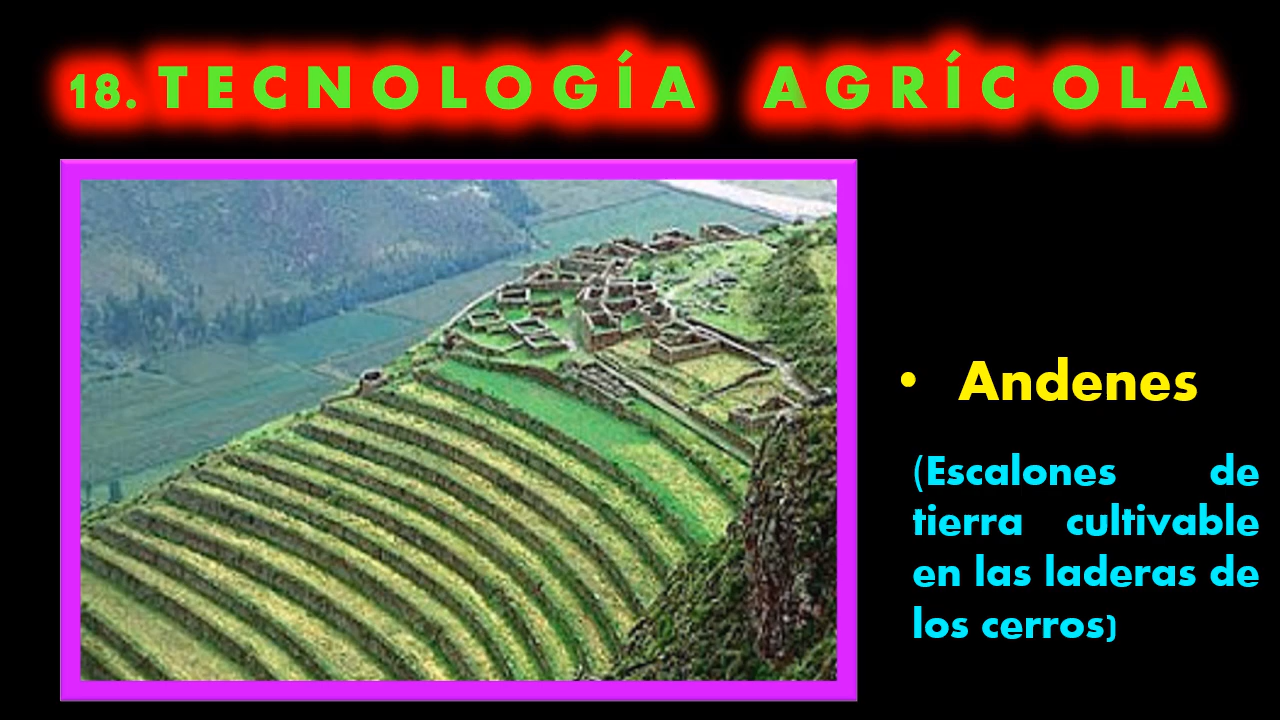 18. TECNOLOGÍA AGRÍCOLA
• Andenes
(Escalones de
tierra cultivable
en las laderas de
los cerros)